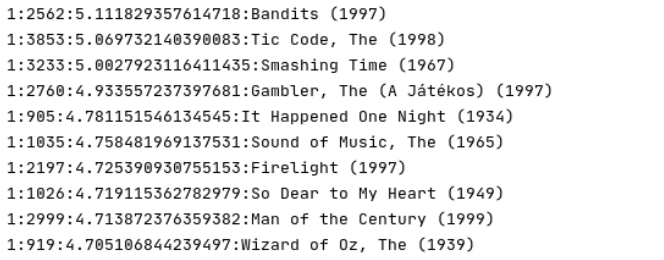 1:2562:5.111829357614718:Bandits (1997)
1:3853:5.069732140390083:Tic Code, The (1998)
1:3233:5.0027923116411435:Smashing Time (1967)
1:2760:4.933557237397681:Gambler, The (A Játékos) (1997)
1:905:4.781151546134545:It Happened One Night (1934)
1:1035:4.758481969137531:Sound of Music, The (1965)
1:2197:4.725390930755153:Firelight (1997)
1:1026:4.719115362782979:So Dear to My Heart (1949)
1:2999:4.713872376359382:Man of the Century (1999)
1:919:4.705106844239497:Wizard of Oz, The (1939)